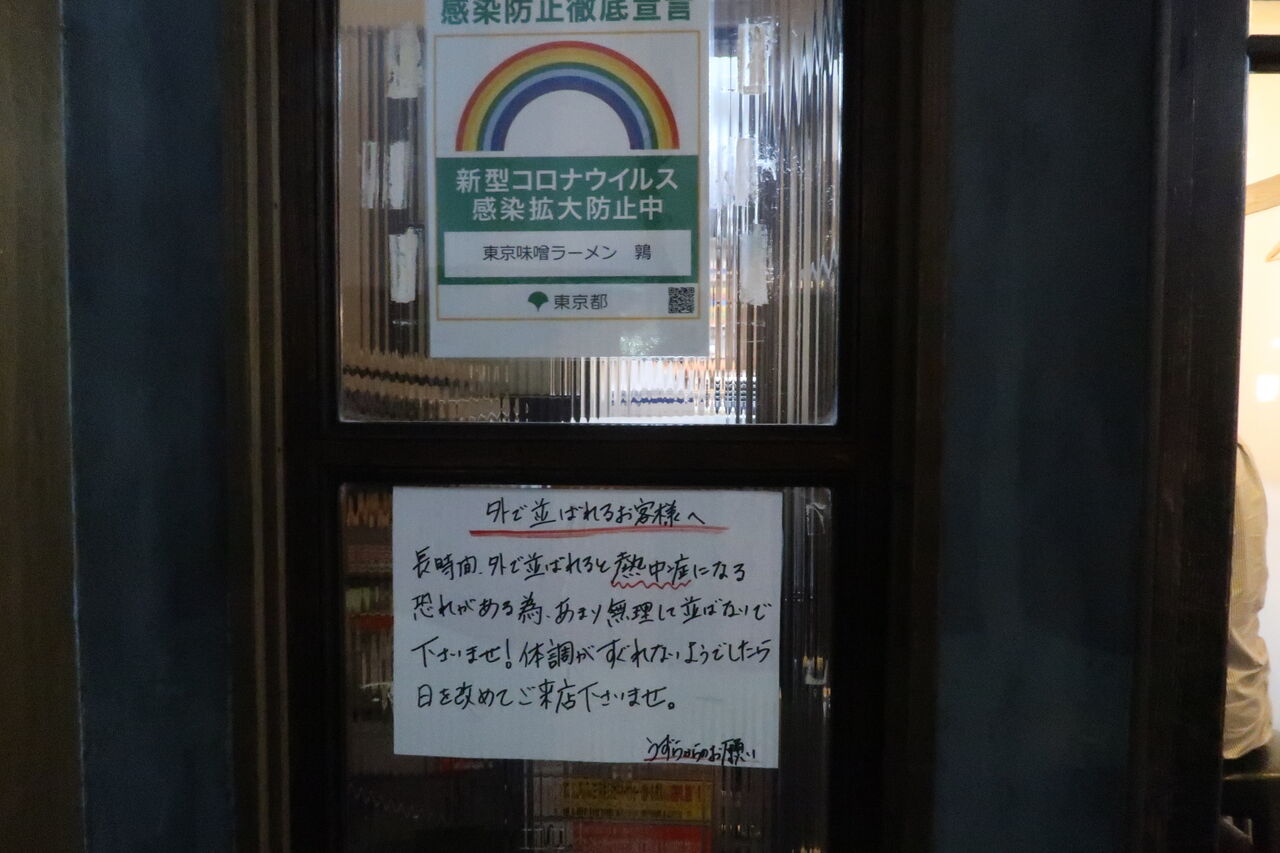 感染防止徹底宣言
新型コロナウイルス
感染拡大防止中
東京味噌ラーメン 鶉
東京都
外で並ばれるお客様へ
長時間、外で並ばれると熱中症になる
恐れがある為、あまり無理して並ばないで
下さいませ!体調がすぐれないようでしたら
日を改めてご来店下さいませ。
うずらからのお願い